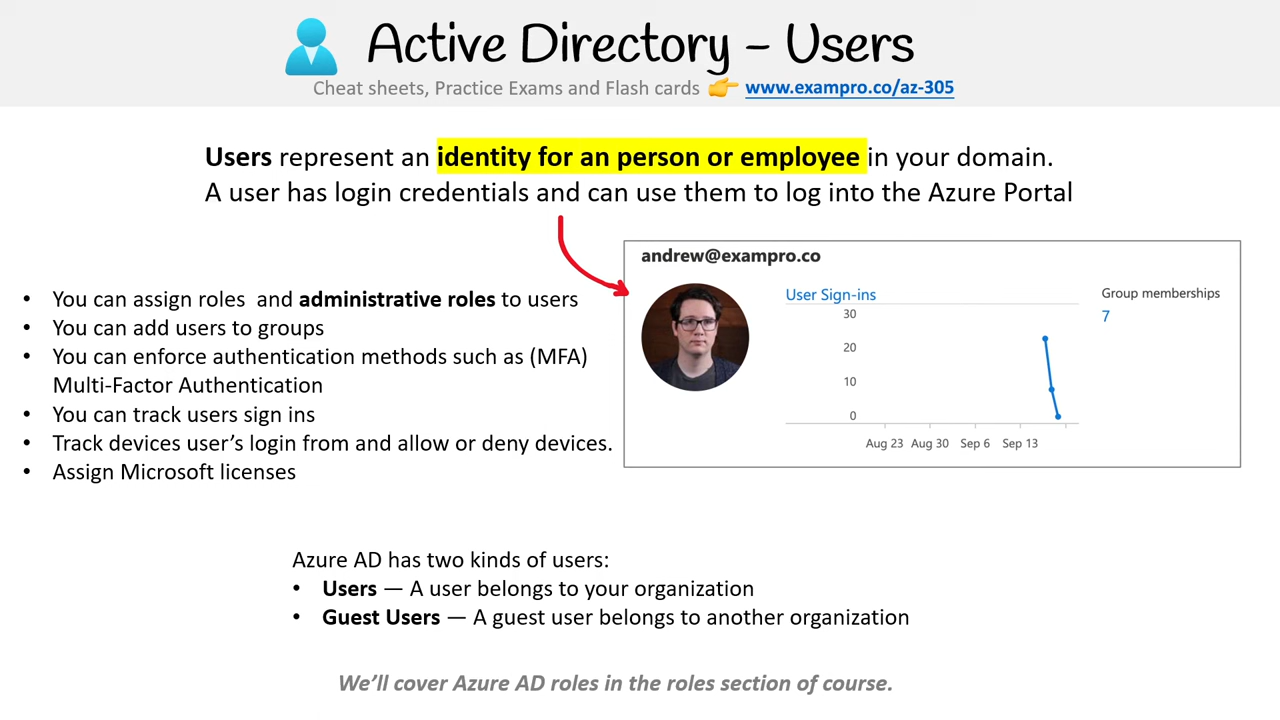 Active Directory – Users
Cheat sheets, Practice Exams and Flash cards 👉 www.exampro.co/az-305
Users represent an identity for an person or employee in your domain.
A user has login credentials and can use them to log into the Azure Portal
• You can assign roles  and administrative roles to users
• You can add users to groups
• You can enforce authentication methods such as (MFA)
Multi-Factor Authentication
• You can track users sign ins
• Track devices user's login from and allow or deny devices.
• Assign Microsoft licenses
andrew@exampro.co
User Sign-ins
30
20
10
0
Aug 23 Aug 30 Sep 6 Sep 13
Group memberships
7
Azure AD has two kinds of users:
• Users — A user belongs to your organization
• Guest Users — A guest user belongs to another organization
We'll cover Azure AD roles in the roles section of course.